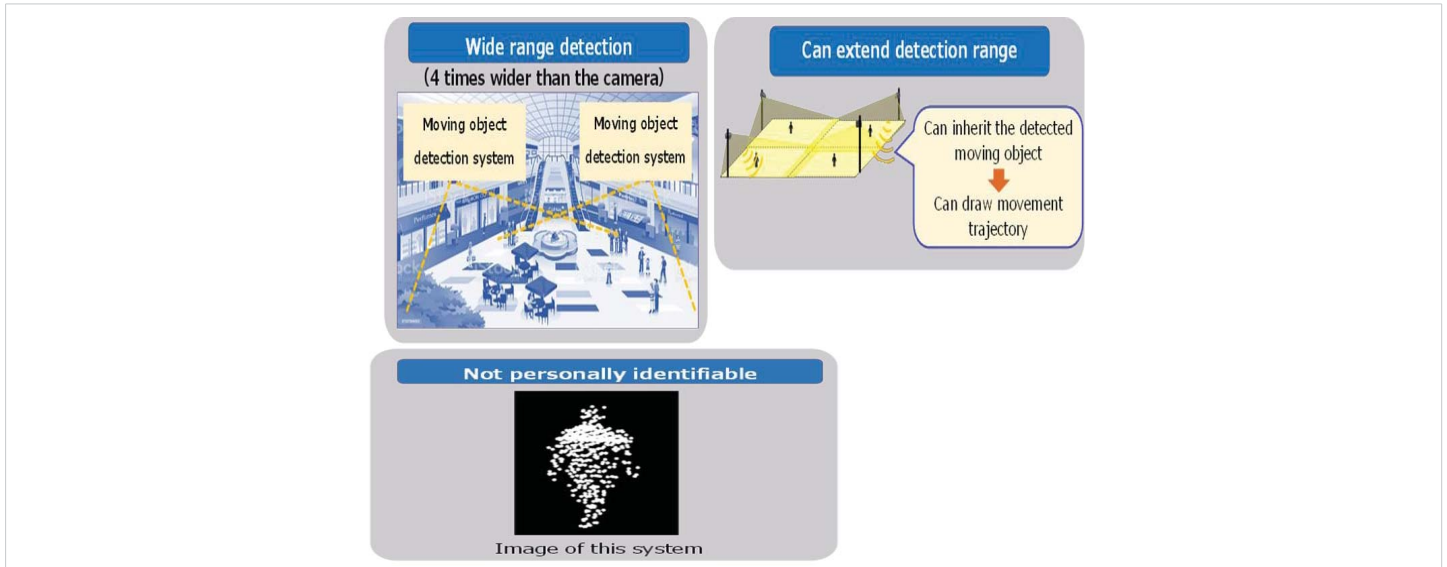 Wide range detection
(4 times wider than the camera)
Moving object
detection system
Moving object
detection system
Can extend detection range
Can inherit the detected
moving object
Can draw movement
trajectory
Not personally identifiable
Image of this system